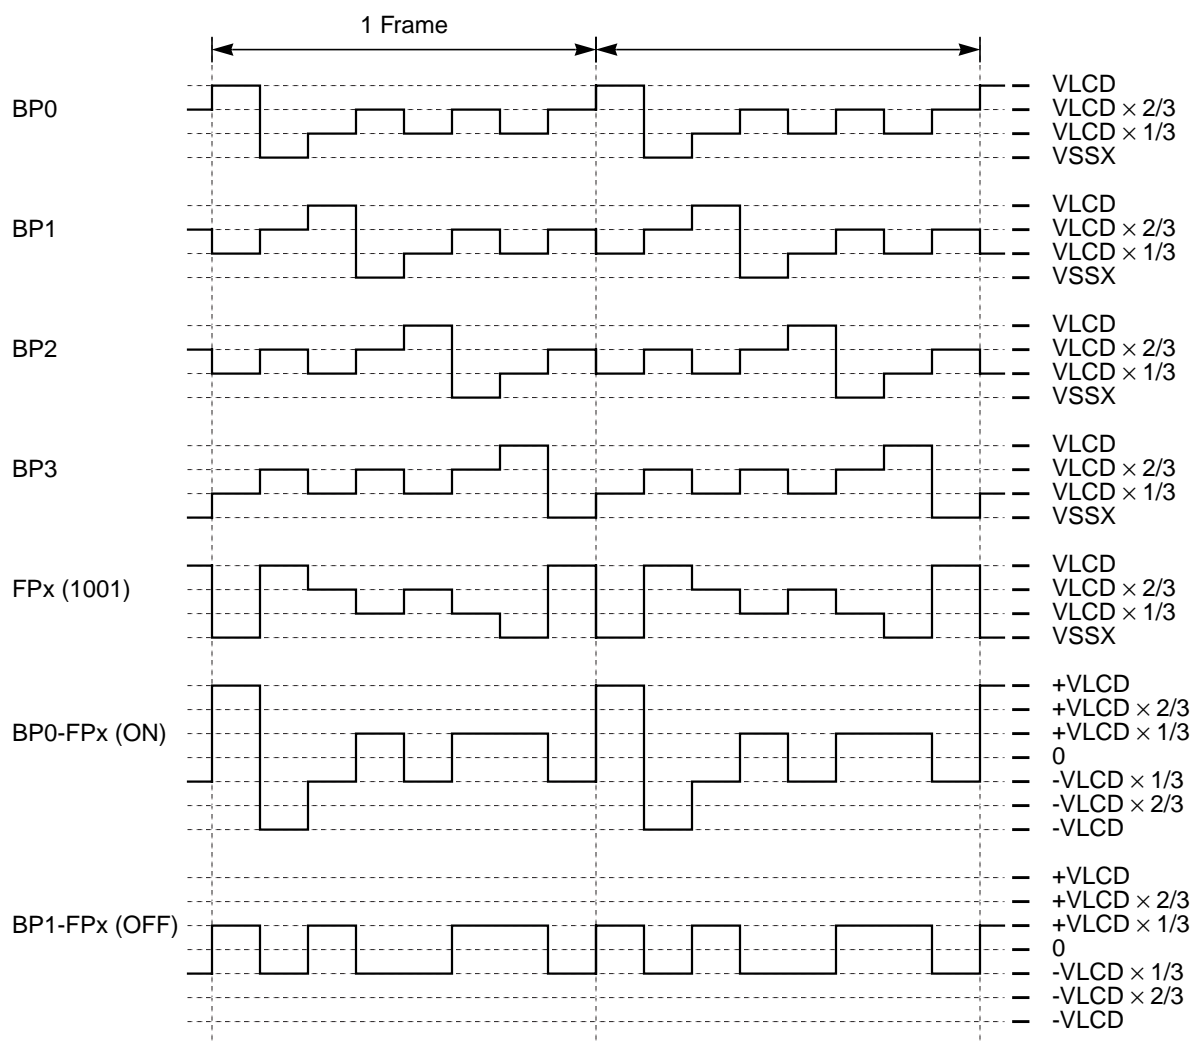 1 Frame
BP0
VLCD
VLCD × 2/3
VLCD × 1/3
VSSX
BP1
VLCD
VLCD × 2/3
VLCD × 1/3
VSSX
BP2
VLCD
VLCD × 2/3
VLCD × 1/3
VSSX
BP3
VLCD
VLCD × 2/3
VLCD × 1/3
VSSX
FPx (1001)
VLCD
VLCD × 2/3
VLCD × 1/3
VSSX
BP0-FPx (ON)
+VLCD
+VLCD × 2/3
+VLCD × 1/3
0
-VLCD × 1/3
-VLCD × 2/3
-VLCD
BP1-FPx (OFF)
+VLCD
+VLCD × 2/3
+VLCD × 1/3
0
-VLCD × 1/3
-VLCD × 2/3
-VLCD